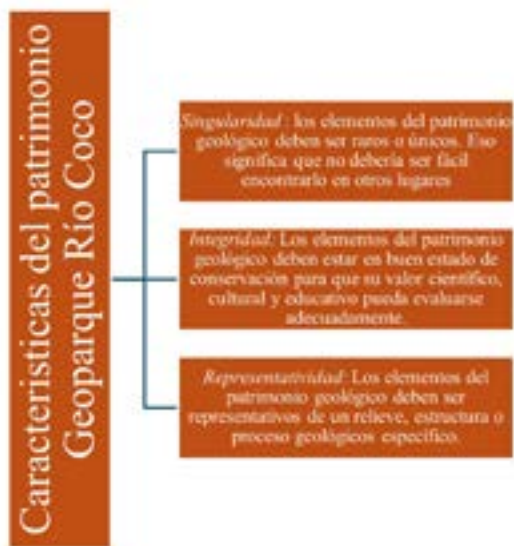 Caracteristicas del patrimonio
Geoparque Río Coco
Singularidad: los elementos del patrimonio
geológico deben ser raros o únicos. Eso
significa que no debería ser fácil
encontrarlo en otros lugares
Integridad: Los elementos del patrimonio
geológico deben estar en buen estado de
conservación para que su valor científico,
cultural y educativo pueda evaluarse
adecuadamente.
Representatividad: Los elementos del
patrimonio geológico deben ser
representativos de un relieve, estructura o
proceso geológicos específico.